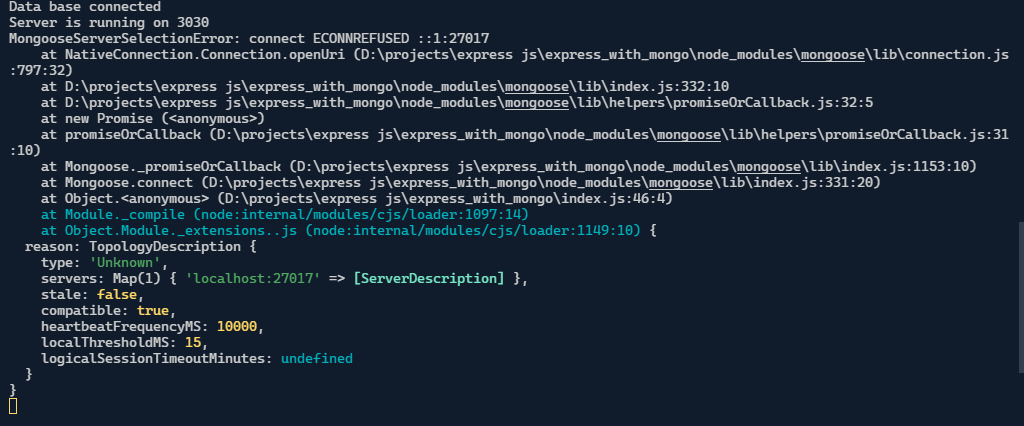 Data base connected
Server is running on 3030
MongooseServerSelectionError: connect ECONNREFUSED ::1:27017
    at NativeConnection.Connection.openUri (D:\projects\express js\express_with_mongo\node_modules\mongoose\lib\connection.js
:797:32)
    at D:\projects\express js\express_with_mongo\node_modules\mongoose\lib\index.js:332:10
    at D:\projects\express js\express_with_mongo\node_modules\mongoose\lib\helpers\promiseOrCallback.js:32:5
    at new Promise (<anonymous>)
    at promiseOrCallback (D:\projects\express js\express_with_mongo\node_modules\mongoose\lib\helpers\promiseOrCallback.js:31
:10)
    at Mongoose._promiseOrCallback (D:\projects\express js\express_with_mongo\node_modules\mongoose\lib\index.js:1153:10)
    at Mongoose.connect (D:\projects\express js\express_with_mongo\node_modules\mongoose\lib\index.js:331:20)
    at Object.<anonymous> (D:\projects\express js\express_with_mongo\index.js:46:4)
    at Module._compile (node:internal/modules/cjs/loader:1097:14)
    at Object.Module._extensions..js (node:internal/modules/cjs/loader:1149:10) {
  reason: TopologyDescription {
    type: 'Unknown',
    servers: Map(1) { 'localhost:27017' => [ServerDescription] },
    stale: false,
    compatible: true,
    heartbeatFrequencyMS: 10000,
    localThresholdMS: 15,
    logicalSessionTimeoutMinutes: undefined
  }
}